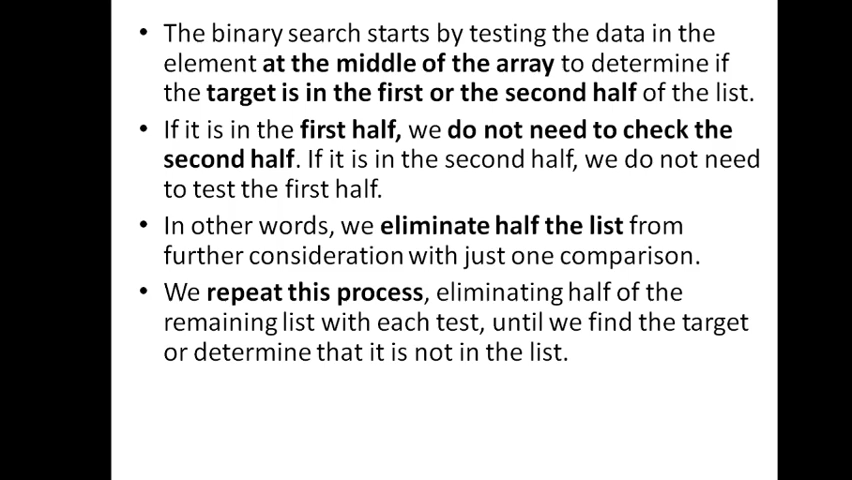 • The binary search starts by testing the data in the
element at the middle of the array to determine if
the target is in the first or the second half of the list.
• If it is in the first half, we do not need to check the
second half. If it is in the second half, we do not need
to test the first half.
• In other words, we eliminate half the list from
further consideration with just one comparison.
• We repeat this process, eliminating half of the
remaining list with each test, until we find the target
or determine that it is not in the list.